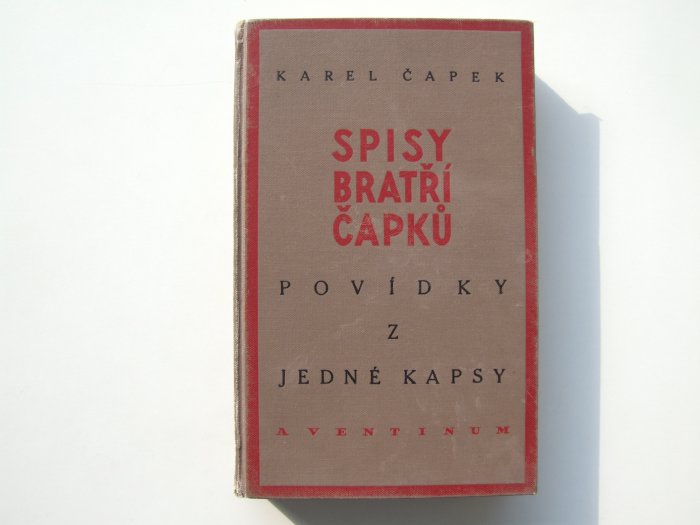 KAREL ČAPEK
SPISY
BRATŘÍ
ČAPKŮ
POVÍDKY
Z
JEDNÉ KAPSY
AVENTINUM